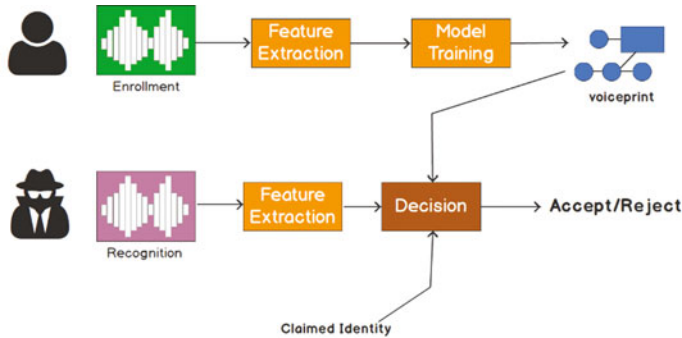 Feature
Extraction
Model
Training
Enrollment
voiceprint
Feature
Extraction
Decision
Accept/Reject
Recognition
Claimed Identity